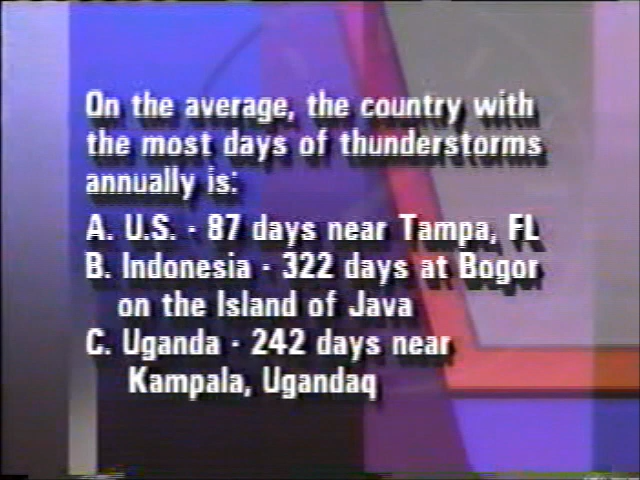 On the average, the country with
the most days of thunderstorms
annually is:
A. U.S. - 87 days near Tampa, FL
B. Indonesia - 322 days at Bogor
on the Island of Java
C. Uganda - 242 days near
Kampala, Ugandaq